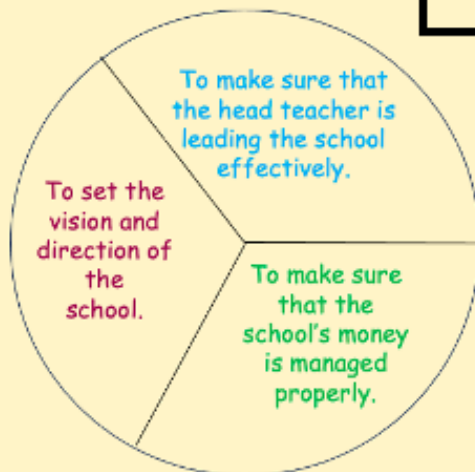 To make sure that
the head teacher is
leading the school
effectively.
To set the
vision and
direction of
the
school.
To make sure
that the
school's money
is managed
properly.